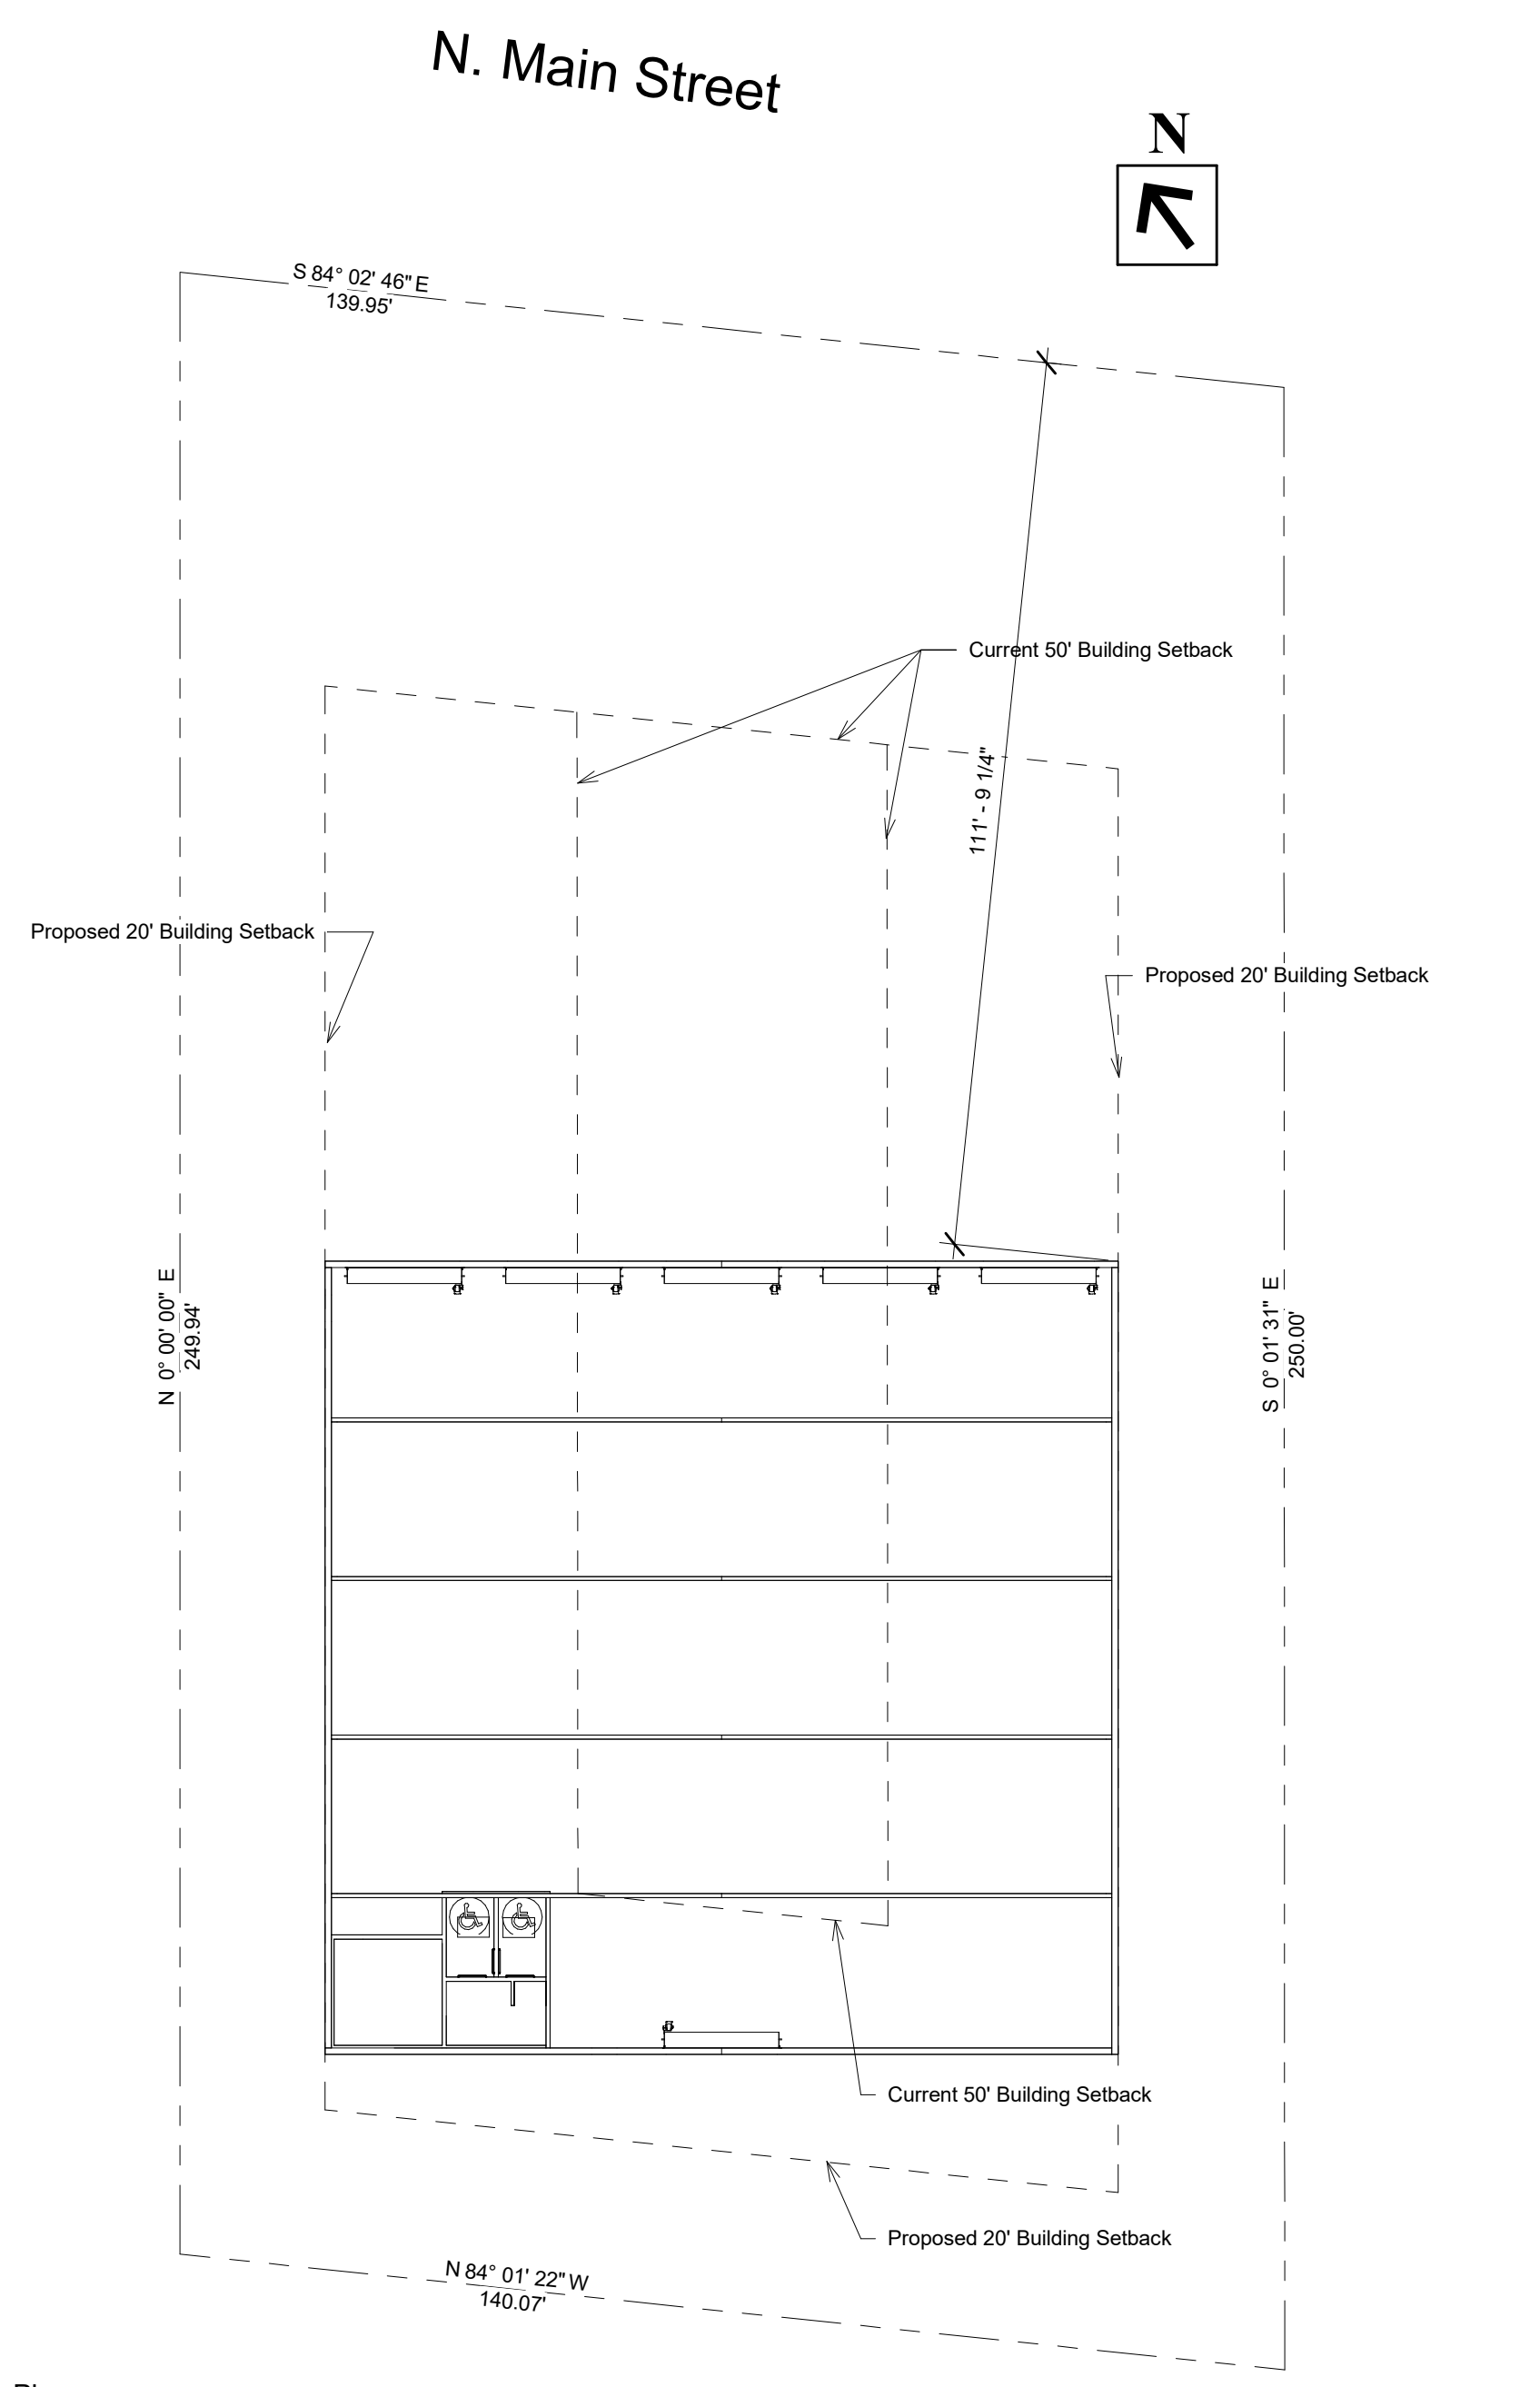 N. Main Street
N
S 84° 02' 46" E
139.95'
Current 50' Building Setback
111' - 9 1/4"
Proposed 20' Building Setback
Proposed 20' Building Setback
N 0° 00' 00" E
249.94'
S 0° 01' 31" E
250.00'
Current 50' Building Setback
Proposed 20' Building Setback
N 84° 01' 22" W
140.07'